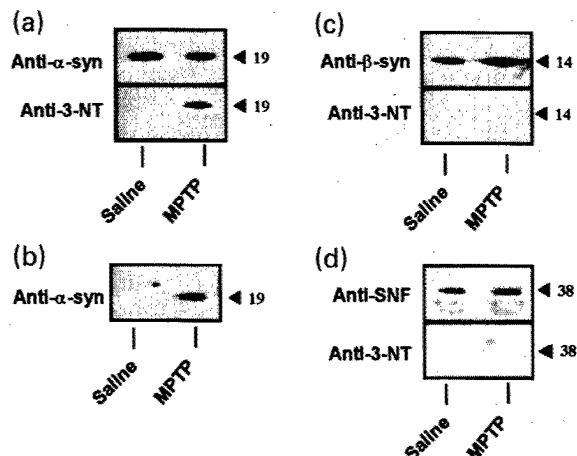 (a)
Anti-α-syn ◄ 19
Anti-3-NT ◄ 19
Saline MPTP
(b)
Anti-α-syn ◄ 19
Saline MPTP
(c)
Anti-β-syn ◄ 14
Anti-3-NT ◄ 14
Saline MPTP
(d)
Anti-SNF ◄ 38
Anti-3-NT ◄ 38
Saline MPTP